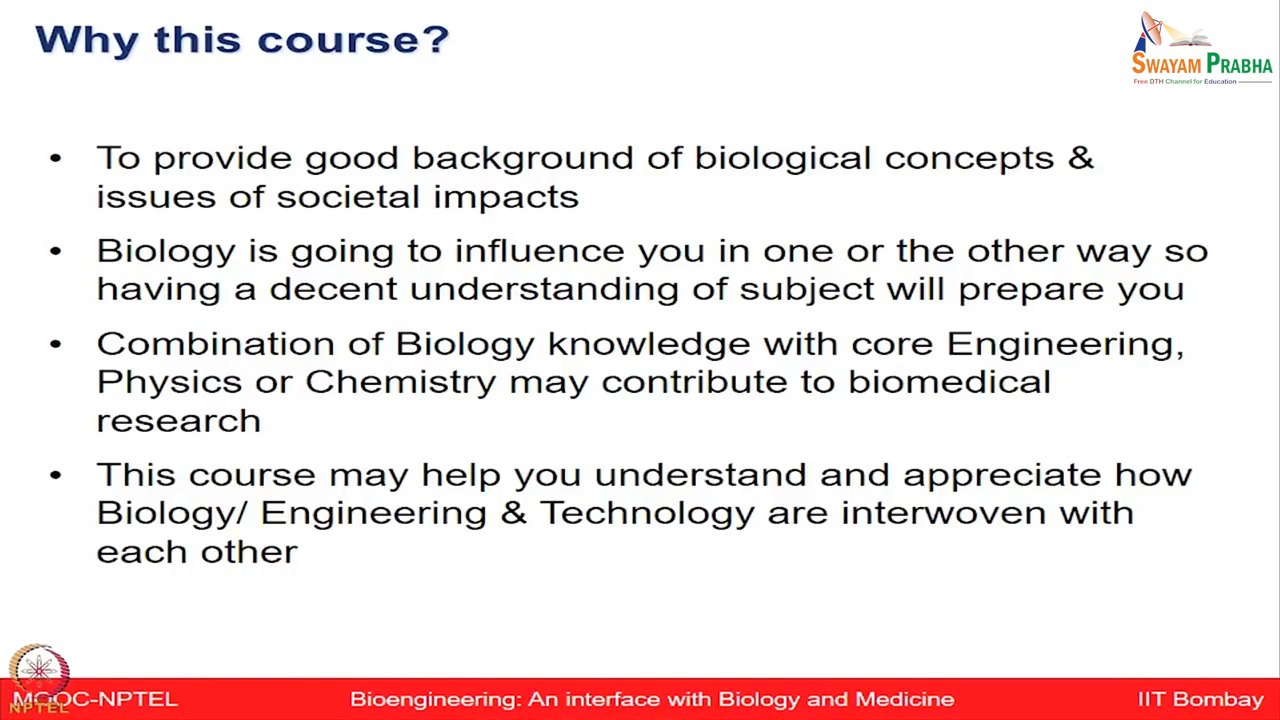 Why this course?
SWAYAM PRABHA
Free DTH Channel for Education
• To provide good background of biological concepts &
issues of societal impacts
• Biology is going to influence you in one or the other way so
having a decent understanding of subject will prepare you
• Combination of Biology knowledge with core Engineering,
Physics or Chemistry may contribute to biomedical
research
• This course may help you understand and appreciate how
Biology/ Engineering & Technology are interwoven with
each other
MOOC-NPTEL Bioengineering: An interface with Biology and Medicine IIT Bombay
NPTEL